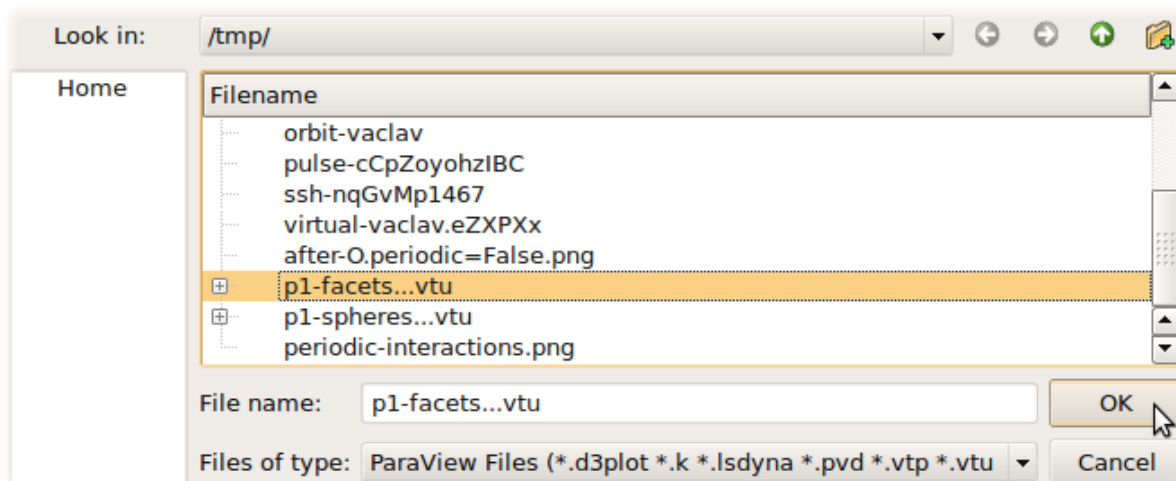 Look in: /tmp/
Home
Filename
orbit-vaclav
pulse-cCpZoyohzIBC
ssh-nqGvMp1467
virtual-vaclav.eZXPXx
after-O.periodic=False.png
p1-facets...vtu
p1-spheres...vtu
periodic-interactions.png
File name: p1-facets...vtu OK
Files of type: ParaView Files (*.d3plot *.k *.lsdyna *.pvd *.vtp *.vtu Cancel